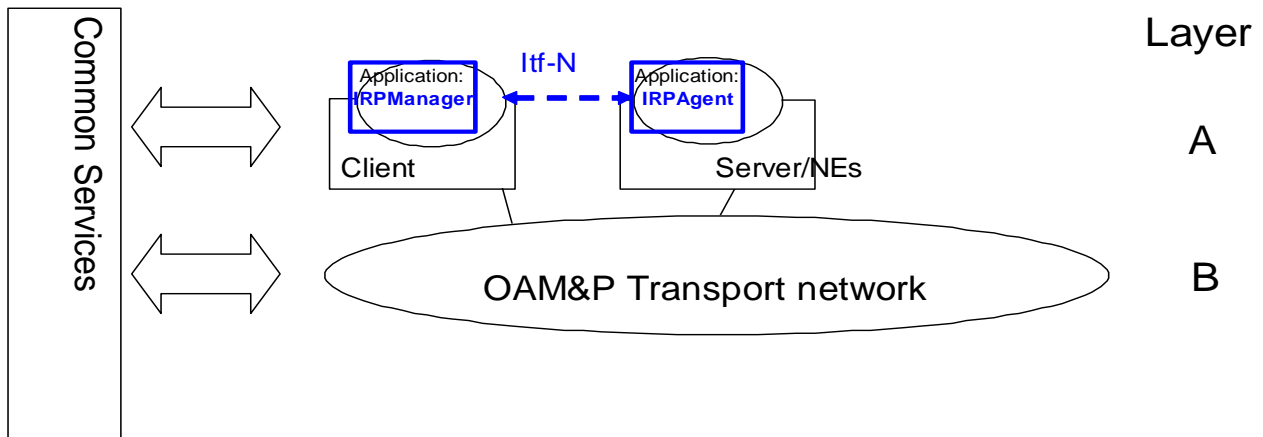 Common Services
Layer
Itf-N
Application:
IRPManager
Application:
IRPAgent
A
Client
Server/NEs
OAM&P Transport network
B